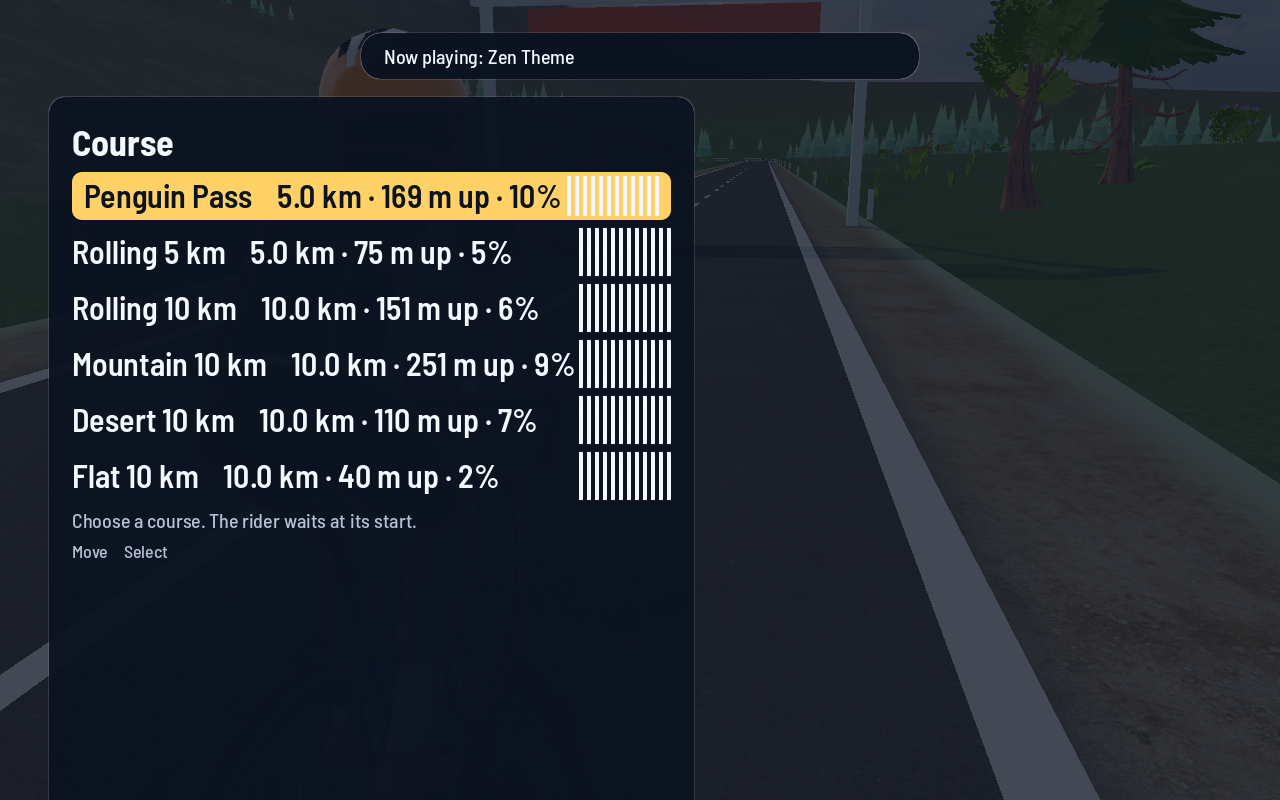 Now playing: Zen Theme
Course
Penguin Pass 5.0 km · 169 m up · 10%
Rolling 5 km 5.0 km · 75 m up · 5%
Rolling 10 km 10.0 km · 151 m up · 6%
Mountain 10 km 10.0 km · 251 m up · 9%
Desert 10 km 10.0 km · 110 m up · 7%
Flat 10 km 10.0 km · 40 m up · 2%
Choose a course. The rider waits at its start.
Move Select